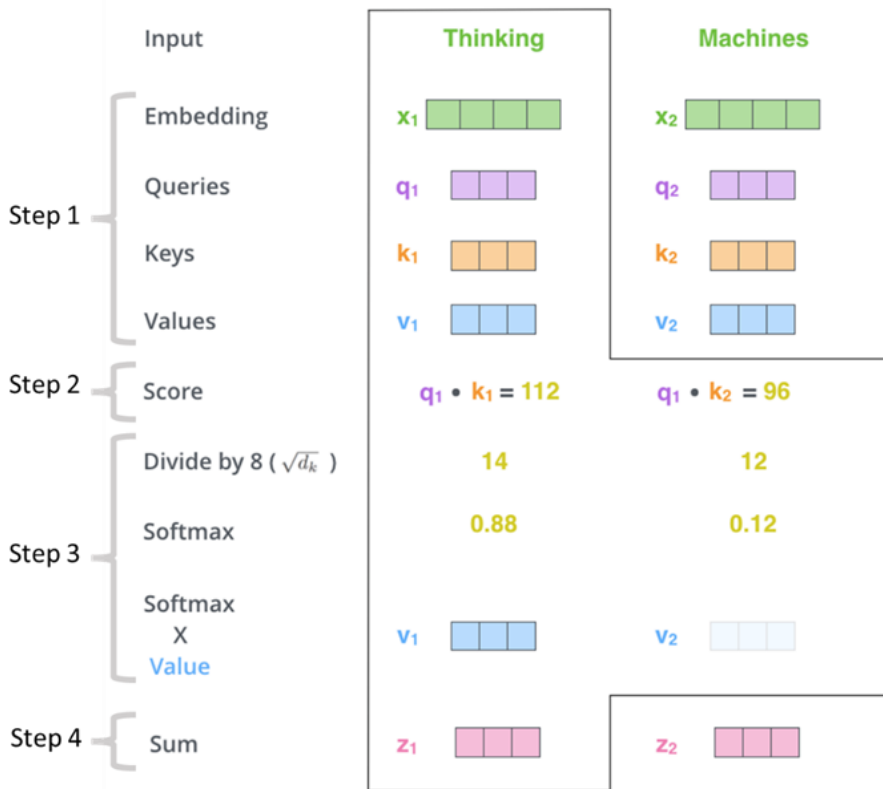 Input Thinking Machines
Embedding x₁ x₂
Step 1
Queries q₁ q₂
Keys k₁ k₂
Values v₁ v₂
Step 2 Score q₁ • k₁ = 112 q₁ • k₂ = 96
Divide by 8 ( √dₖ ) 14 12
Softmax 0.88 0.12
Step 3
Softmax
X
Value v₁ v₂
Step 4 Sum z₁ z₂